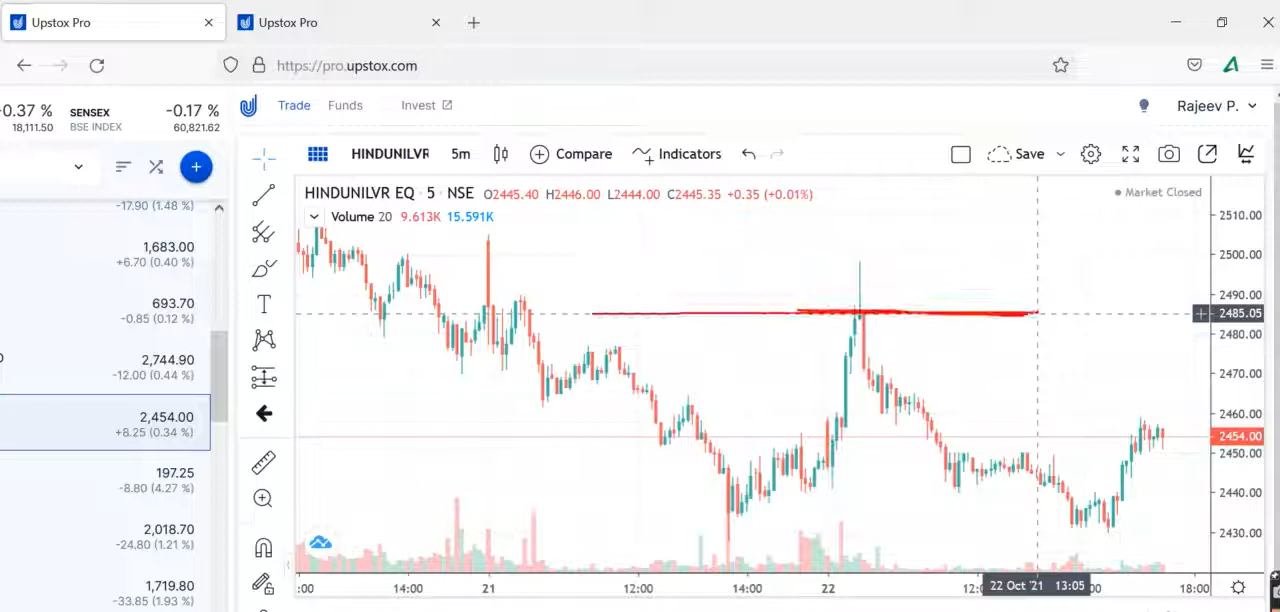 Upstox Pro
Upstox Pro
https://pro.upstox.com
-0.37 %
18,111.50
SENSEX
BSE INDEX
-0.17 %
60,821.62
Trade
Funds
Invest
Rajeev P.
HINDUNILVR
5m
Compare
Indicators
Save
-17.90 (1.48 %)
1,683.00
+6.70 (0.40 %)
693.70
-0.85 (0.12 %)
2,744.90
-12.00 (0.44 %)
2,454.00
+8.25 (0.34 %)
197.25
-8.80 (4.27 %)
2,018.70
-24.80 (1.21 %)
1,719.80
-33.85 (1.93 %)
HINDUNILVR EQ · 5 · NSE O2445.40 H2446.00 L2444.00 C2445.35 +0.35 (+0.01%)
Market Closed
Volume 20 9.613K 15.591K
2510.00
2500.00
2490.00
2485.05
2480.00
2470.00
2460.00
2454.00
2450.00
2440.00
2430.00
:00
14:00
21
12:00
14:00
22
12:
22 Oct '21 13:05
:00
18:00